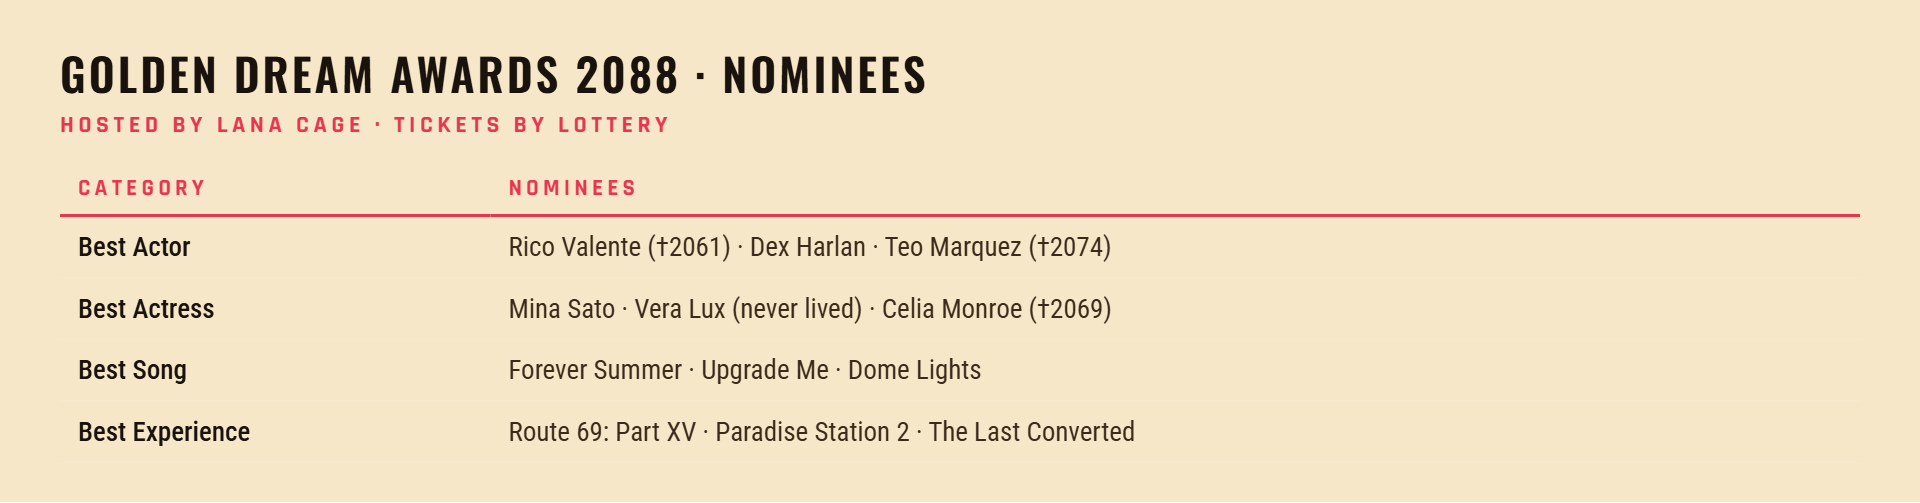 GOLDEN DREAM AWARDS 2088 · NOMINEES
HOSTED BY LANA CAGE · TICKETS BY LOTTERY
CATEGORY NOMINEES
Best Actor Rico Valente (†2061) · Dex Harlan · Teo Marquez (†2074)
Best Actress Mina Sato · Vera Lux (never lived) · Celia Monroe (†2069)
Best Song Forever Summer · Upgrade Me · Dome Lights
Best Experience Route 69: Part XV · Paradise Station 2 · The Last Converted